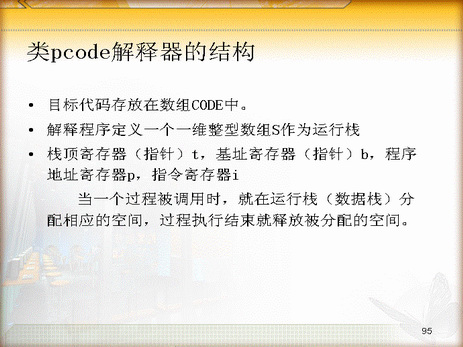 类pcode解释器的结构
• 目标代码存放在数组CODE中。
• 解释程序定义一个一维整型数组S作为运行栈
• 栈顶寄存器（指针）t，基址寄存器（指针）b，程序
地址寄存器p，指令寄存器i
当一个过程被调用时，就在运行栈（数据栈）分
配相应的空间，过程执行结束就释放被分配的空间。
95